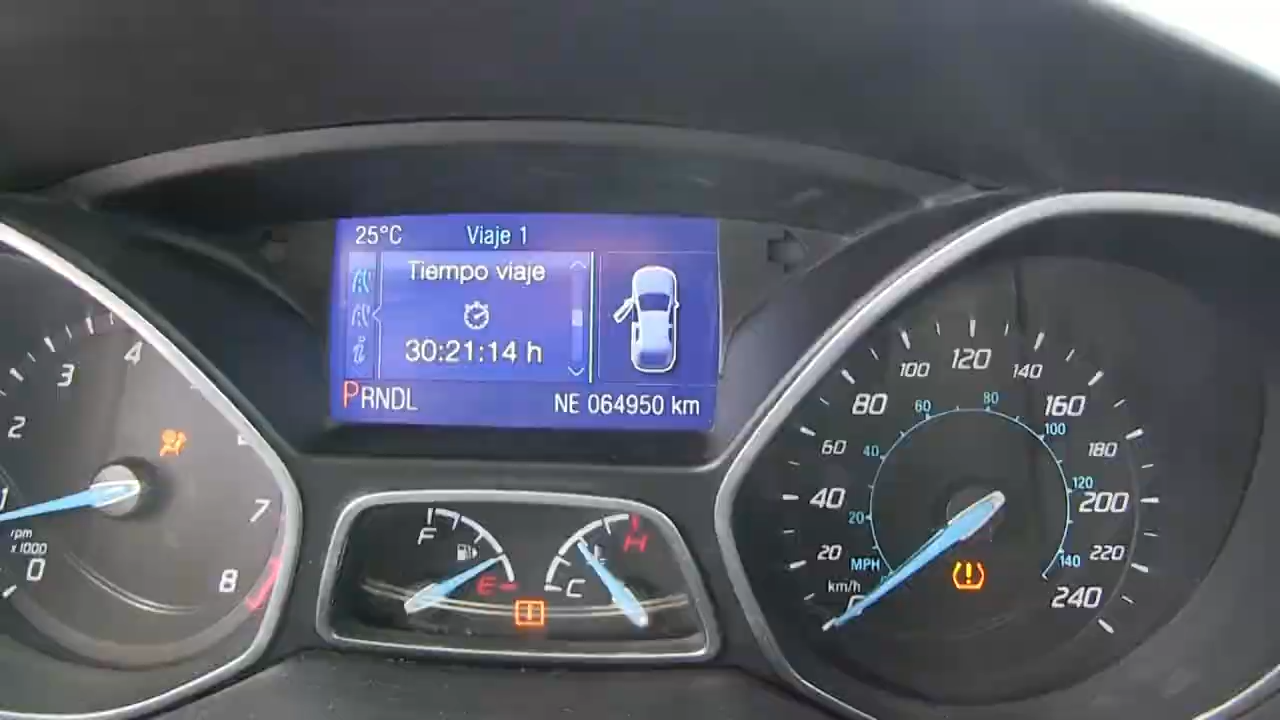 25°C Viaje 1
Tiempo viaje
30:21:14 h
i
PRNDL NE 064950 km
1 2 3 4 7 8
rpm
x1000
0
F E
C H
20 40 60 80 100 120 140 160 180 200 220 240
20 40 60 80 100 120 140
MPH
km/h